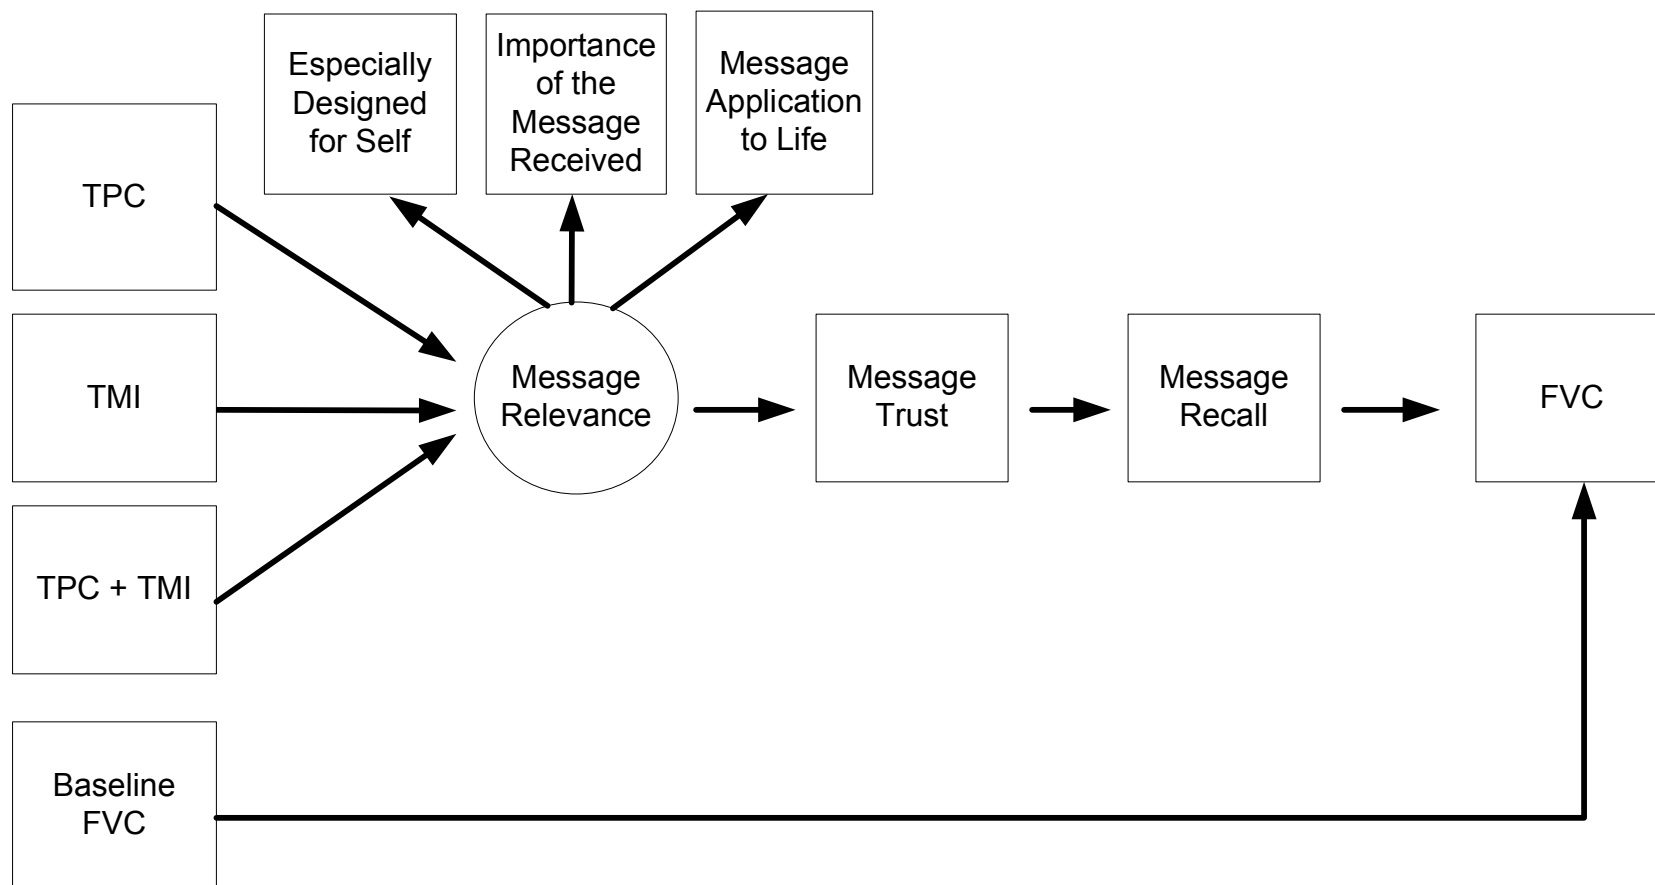 Especially
Designed
for Self
Importance
of the
Message
Received
Message
Application
to Life
TPC
TMI
Message
Relevance
Message
Trust
Message
Recall
FVC
TPC + TMI
Baseline
FVC